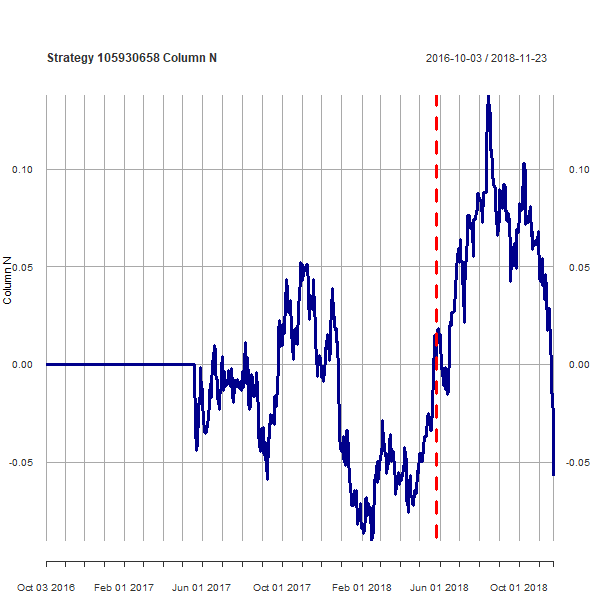 Strategy 105930658 Column N
2016-10-03 / 2018-11-23
0.10
0.10
0.05
0.05
Column N
0.00
0.00
-0.05
-0.05
Oct 03 2016
Feb 01 2017
Jun 01 2017
Oct 02 2017
Feb 01 2018
Jun 01 2018
Oct 01 2018